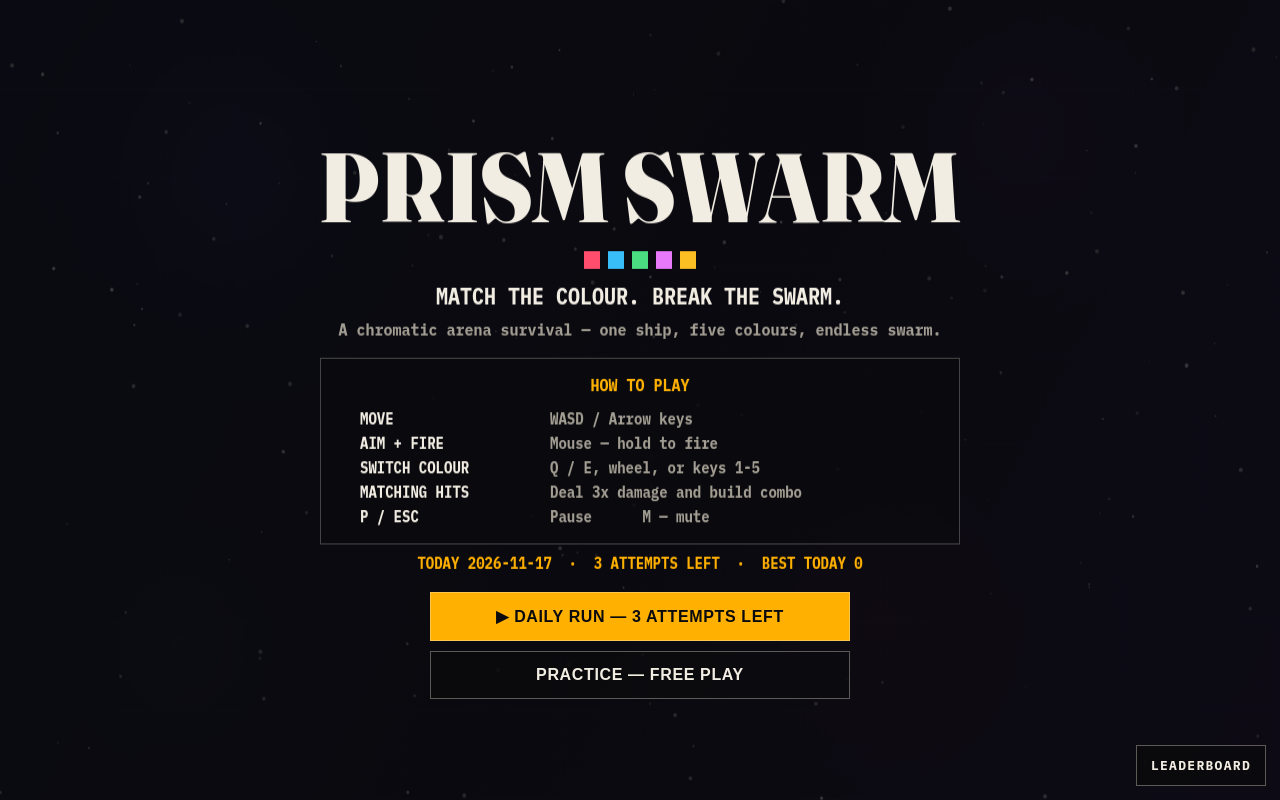 PRISM SWARM
MATCH THE COLOUR. BREAK THE SWARM.
A chromatic arena survival — one ship, five colours, endless swarm.
HOW TO PLAY
MOVE WASD / Arrow keys
AIM + FIRE Mouse — hold to fire
SWITCH COLOUR Q / E, wheel, or keys 1-5
MATCHING HITS Deal 3x damage and build combo
P / ESC Pause M — mute
TODAY 2026-11-17 · 3 ATTEMPTS LEFT · BEST TODAY 0
▶ DAILY RUN — 3 ATTEMPTS LEFT
PRACTICE — FREE PLAY
LEADERBOARD